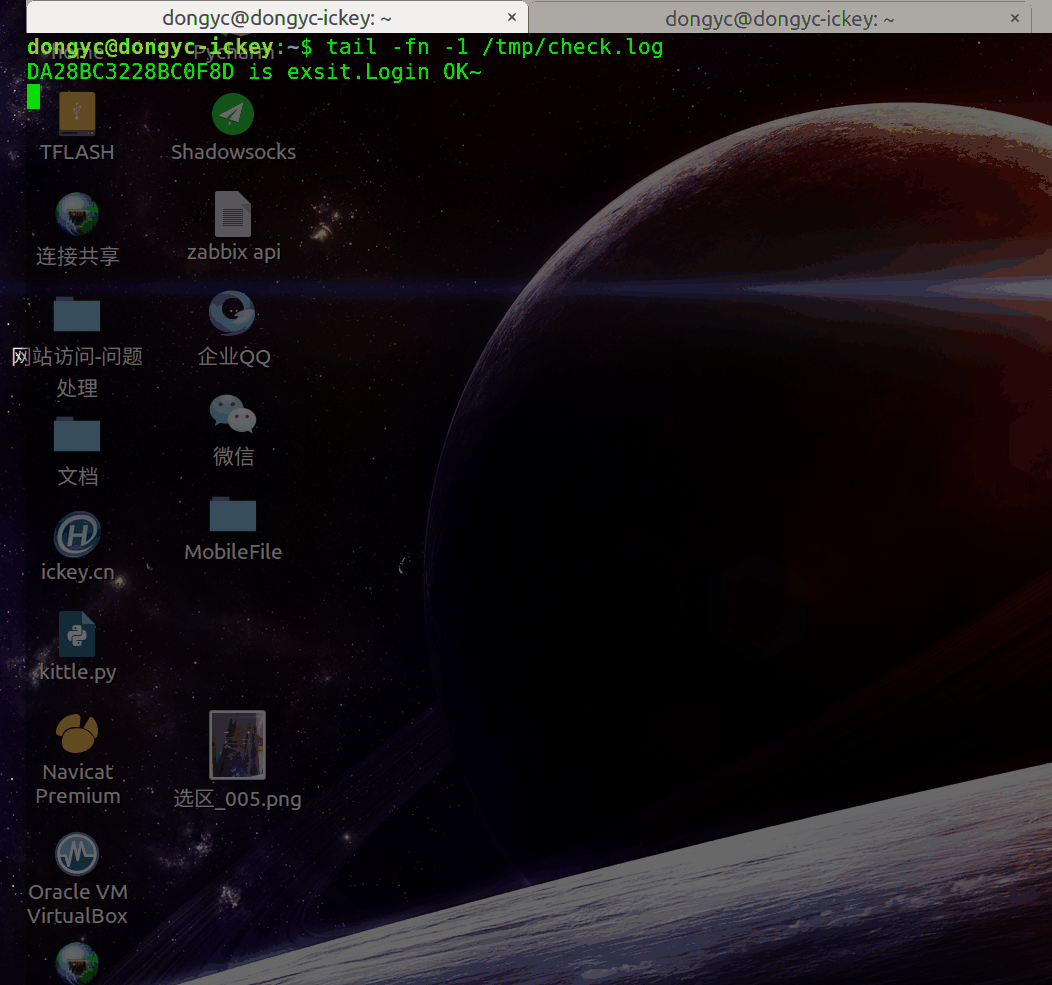 dongyc@dongyc-ickey: ~ ×
dongyc@dongyc-ickey: ~ ×
dongyc@dongyc-ickey:~$ tail -fn -1 /tmp/check.log
DA28BC3228BC0F8D is exsit.Login OK~
Pycharm
TFLASH
Shadowsocks
连接共享
zabbix api
网站访问-问题
处理
企业QQ
文档
微信
ickey.cn
MobileFile
kittle.py
Navicat
Premium
选区_005.png
Oracle VM
VirtualBox